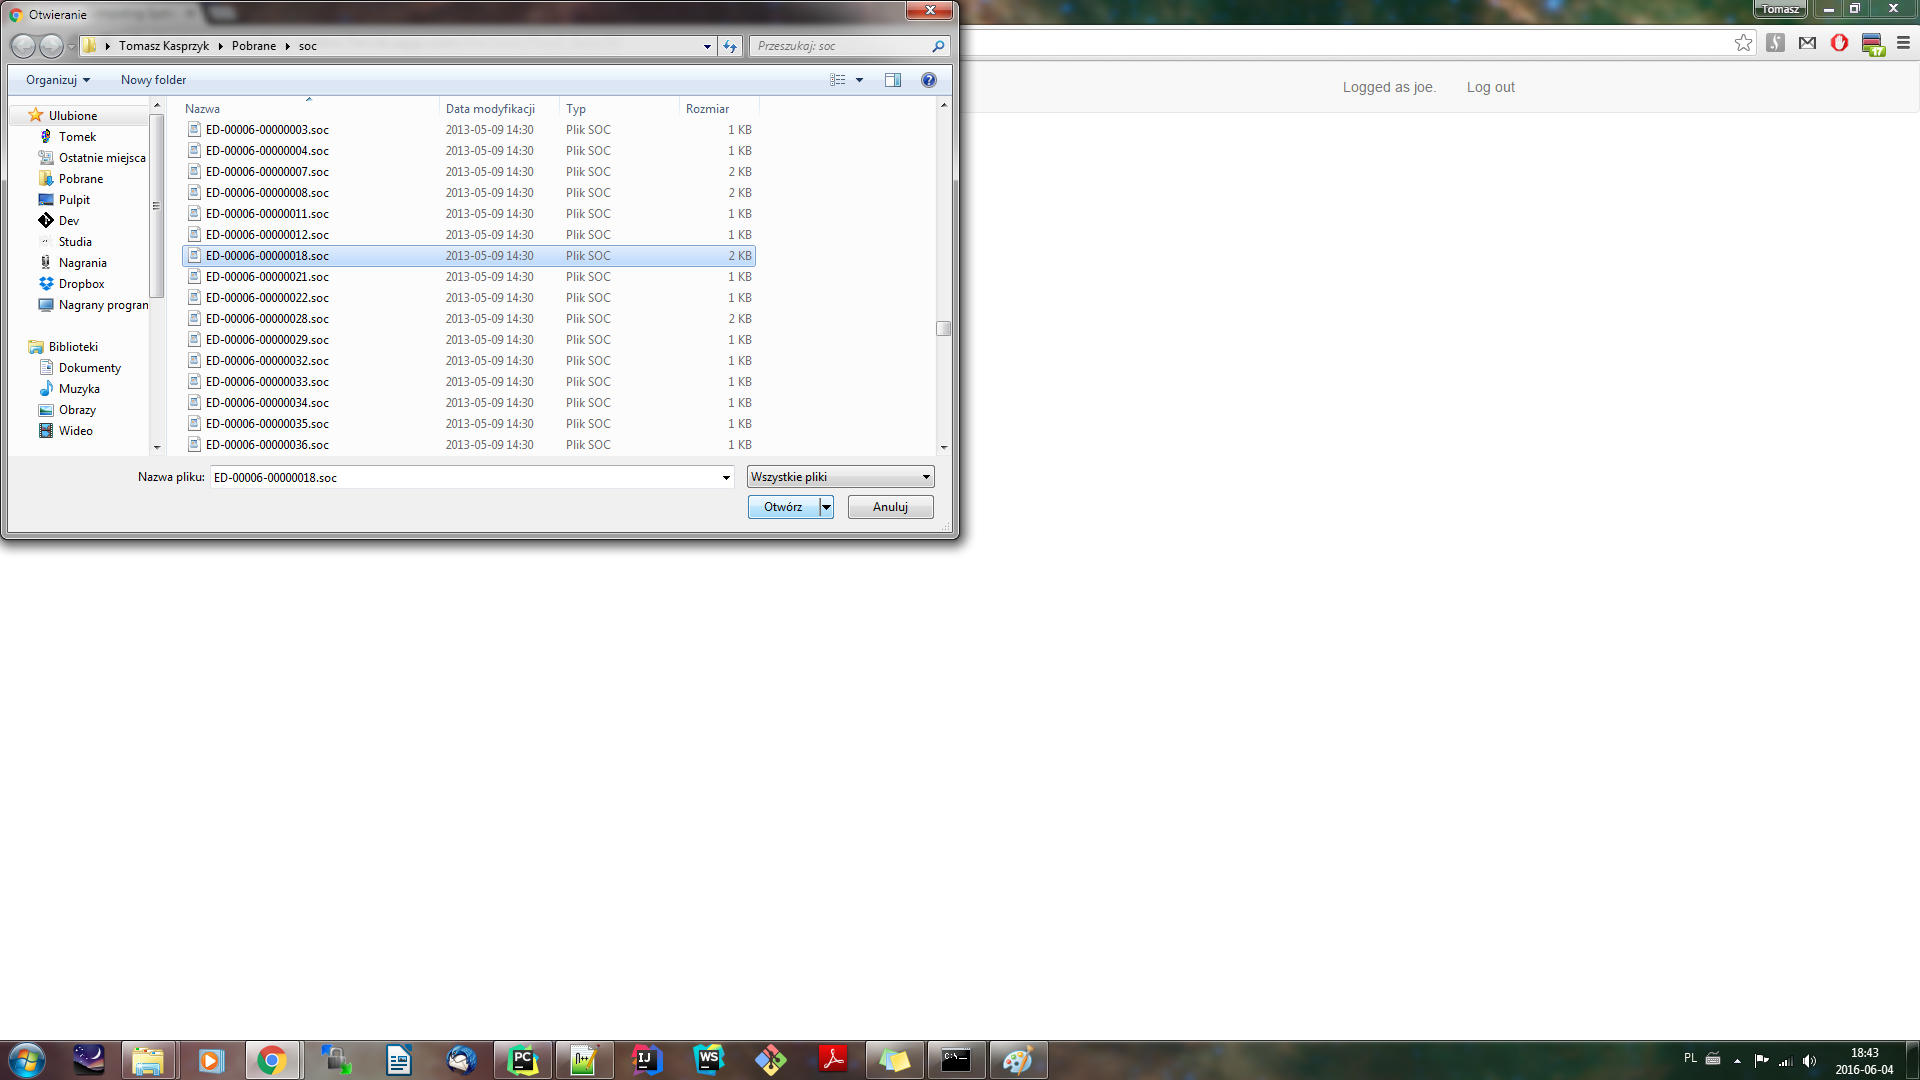 Otwieranie
Tomasz
Tomasz Kasprzyk Pobrane soc
Przeszukaj: soc
17
Organizuj Nowy folder
Logged as joe. Log out
Nazwa Data modyfikacji Typ Rozmiar
Ulubione
Tomek
Ostatnie miejsca
Pobrane
Pulpit
Dev
Studia
Nagrania
Dropbox
Nagrany progran
Biblioteki
Dokumenty
Muzyka
Obrazy
Wideo
ED-00006-00000003.soc 2013-05-09 14:30 Plik SOC 1 KB
ED-00006-00000004.soc 2013-05-09 14:30 Plik SOC 1 KB
ED-00006-00000007.soc 2013-05-09 14:30 Plik SOC 2 KB
ED-00006-00000008.soc 2013-05-09 14:30 Plik SOC 2 KB
ED-00006-00000011.soc 2013-05-09 14:30 Plik SOC 1 KB
ED-00006-00000012.soc 2013-05-09 14:30 Plik SOC 1 KB
ED-00006-00000018.soc 2013-05-09 14:30 Plik SOC 2 KB
ED-00006-00000021.soc 2013-05-09 14:30 Plik SOC 1 KB
ED-00006-00000022.soc 2013-05-09 14:30 Plik SOC 1 KB
ED-00006-00000028.soc 2013-05-09 14:30 Plik SOC 2 KB
ED-00006-00000029.soc 2013-05-09 14:30 Plik SOC 1 KB
ED-00006-00000032.soc 2013-05-09 14:30 Plik SOC 1 KB
ED-00006-00000033.soc 2013-05-09 14:30 Plik SOC 1 KB
ED-00006-00000034.soc 2013-05-09 14:30 Plik SOC 1 KB
ED-00006-00000035.soc 2013-05-09 14:30 Plik SOC 1 KB
ED-00006-00000036.soc 2013-05-09 14:30 Plik SOC 1 KB
Nazwa pliku: ED-00006-00000018.soc Wszystkie pliki
Otwórz Anuluj
PC
N++
IJ
WS
C:\
PL
18:43
2016-06-04